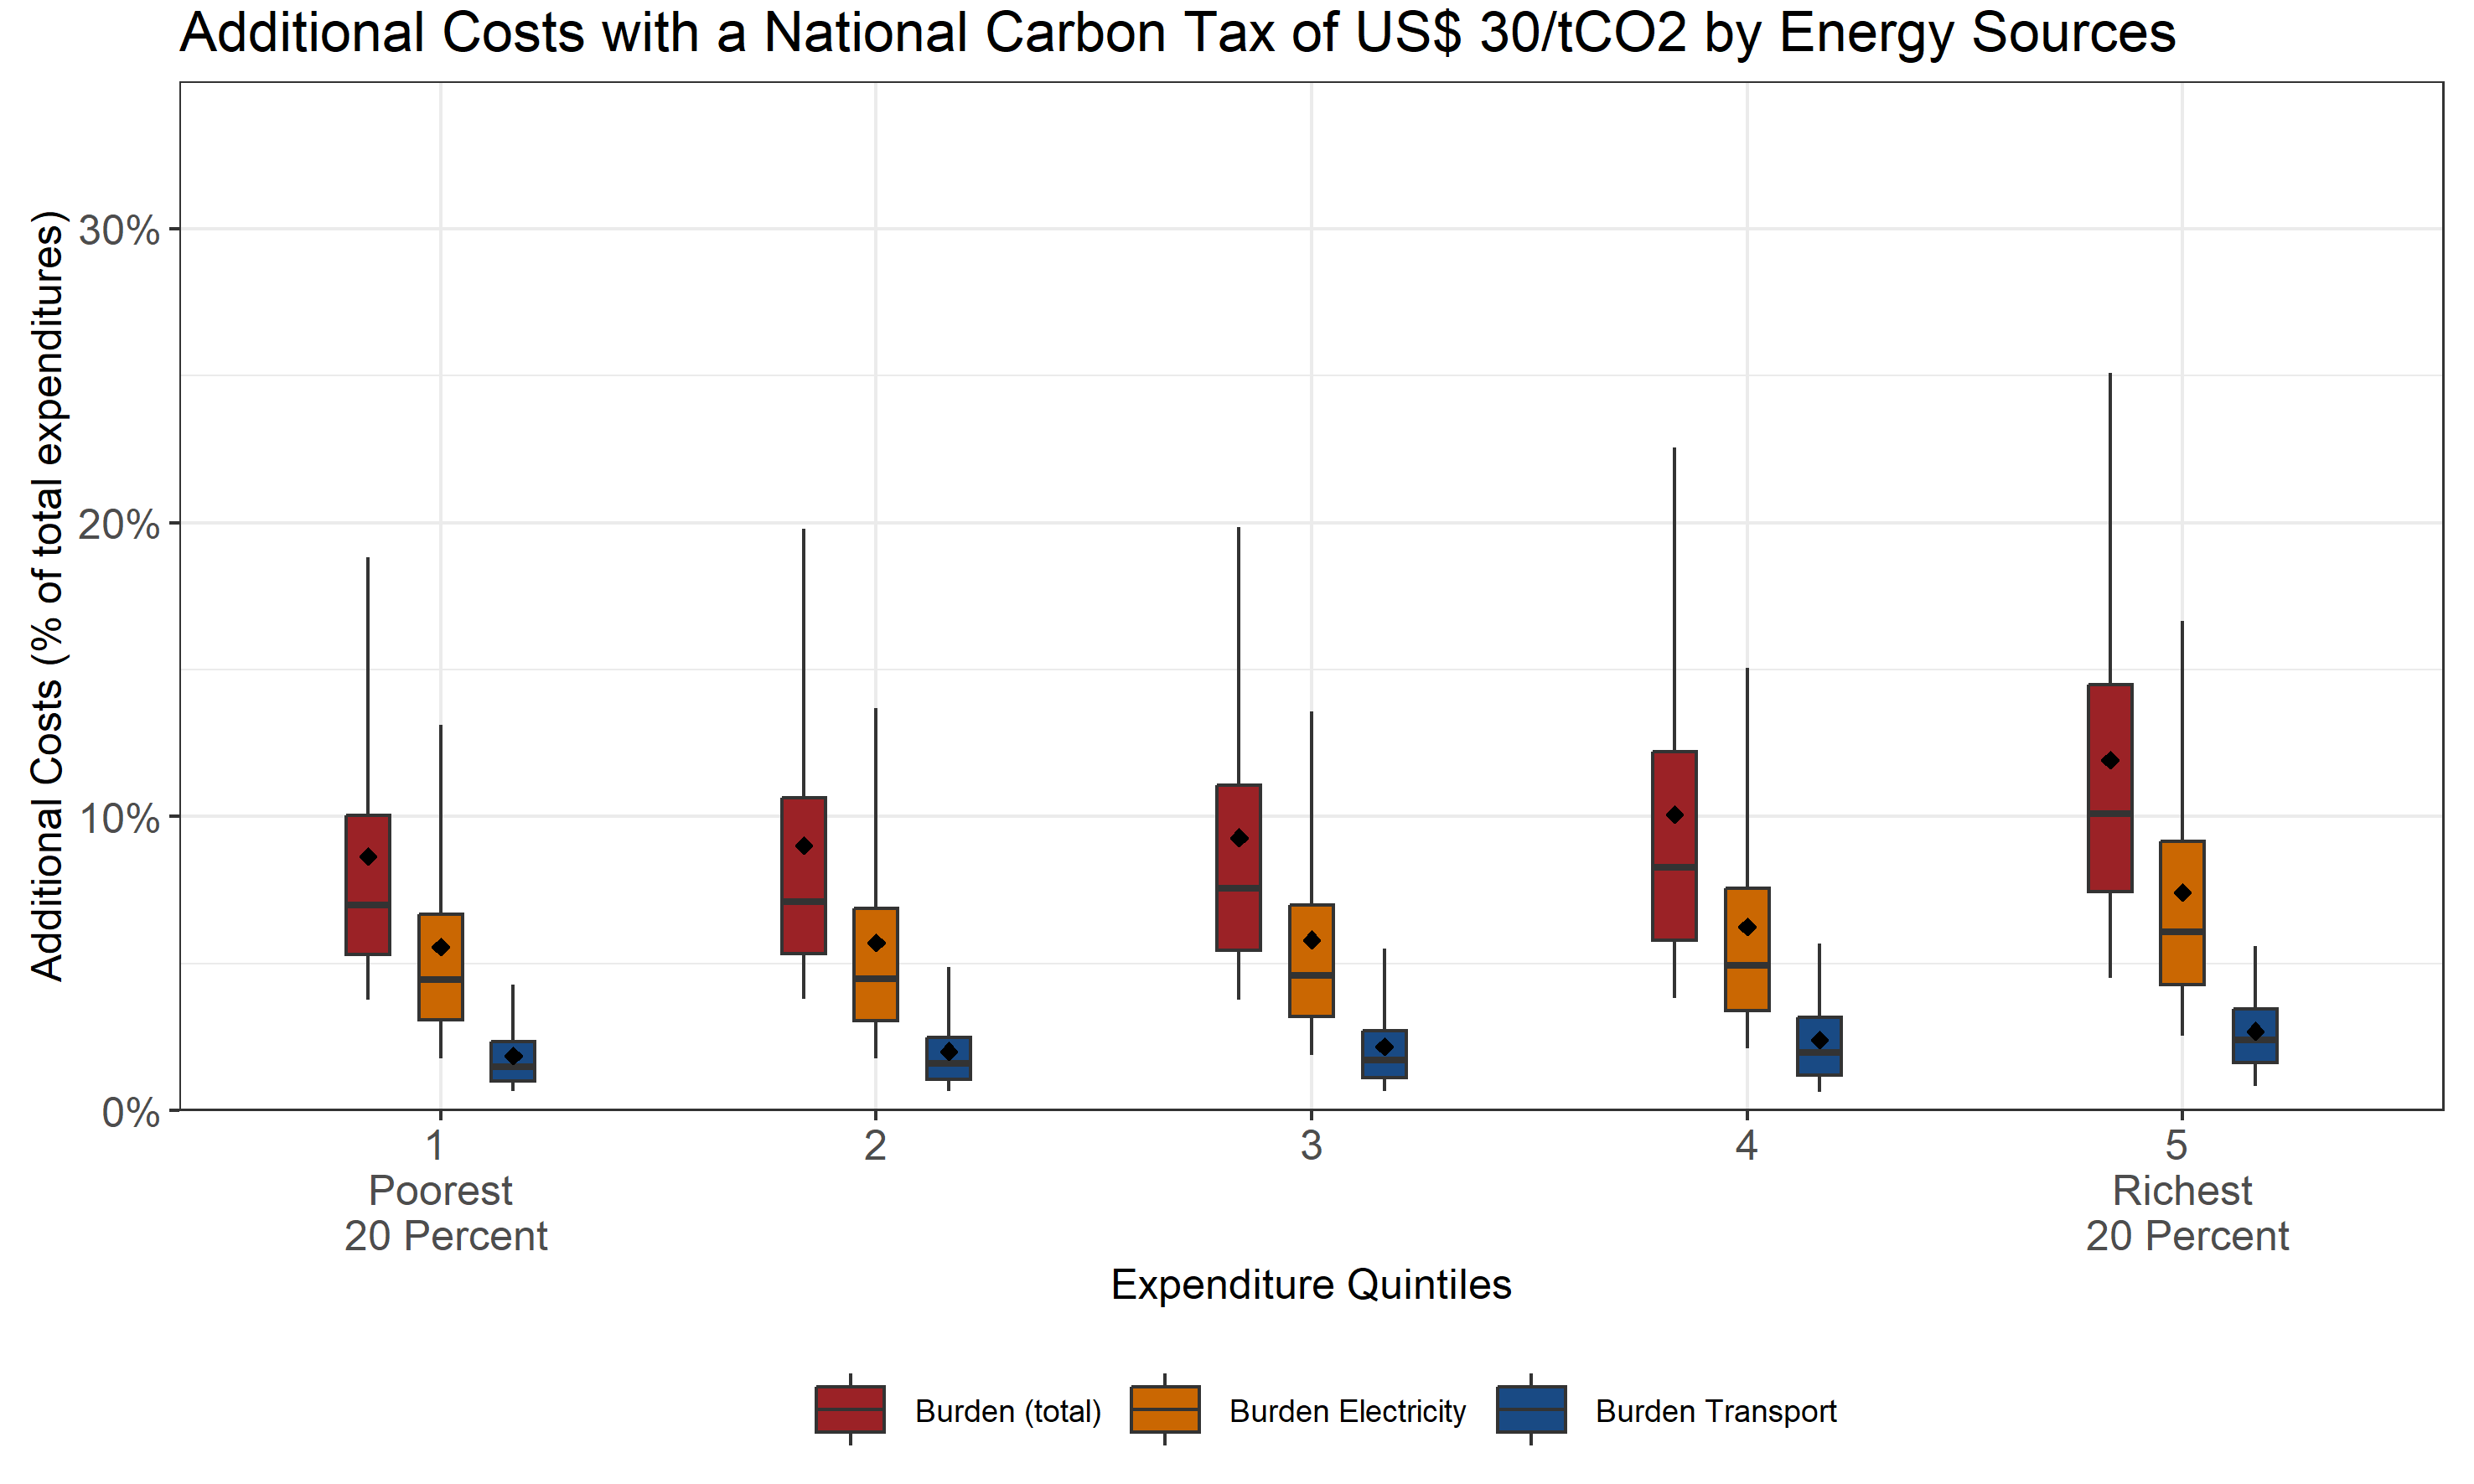 Additional Costs with a National Carbon Tax of US$ 30/tCO2 by Energy Sources
Additional Costs (% of total expenditures)
30%
20%
10%
0%
1 2 3 4 5
Poorest Richest
20 Percent 20 Percent
Expenditure Quintiles
Burden (total) Burden Electricity Burden Transport